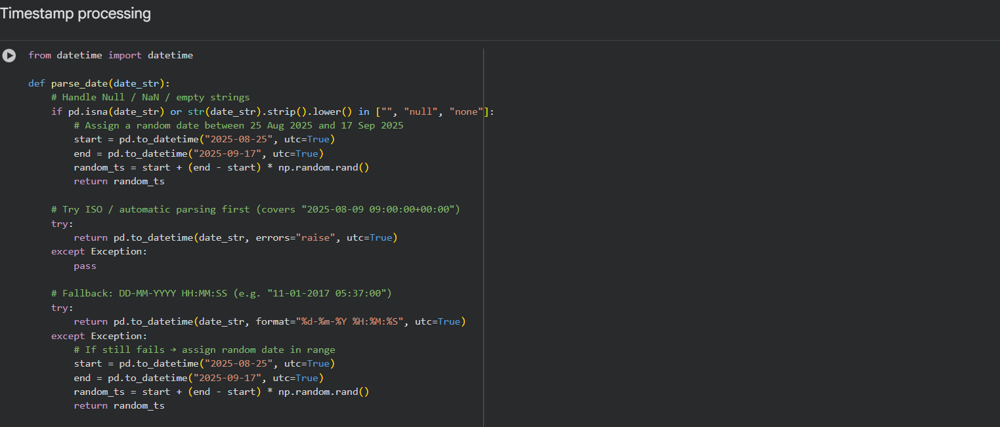 Timestamp processing
from datetime import datetime
def parse_date(date_str):
    # Handle Null / NaN / empty strings
    if pd.isna(date_str) or str(date_str).strip().lower() in ["", "null", "none"]:
        # Assign a random date between 25 Aug 2025 and 17 Sep 2025
        start = pd.to_datetime("2025-08-25", utc=True)
        end = pd.to_datetime("2025-09-17", utc=True)
        random_ts = start + (end - start) * np.random.rand()
        return random_ts
    # Try ISO / automatic parsing first (covers "2025-08-09 09:00:00+00:00")
    try:
        return pd.to_datetime(date_str, errors="raise", utc=True)
    except Exception:
        pass
    # Fallback: DD-MM-YYYY HH:MM:SS (e.g. "11-01-2017 05:37:00")
    try:
        return pd.to_datetime(date_str, format="%d-%m-%Y %H:%M:%S", utc=True)
    except Exception:
        # If still fails → assign random date in range
        start = pd.to_datetime("2025-08-25", utc=True)
        end = pd.to_datetime("2025-09-17", utc=True)
        random_ts = start + (end - start) * np.random.rand()
        return random_ts